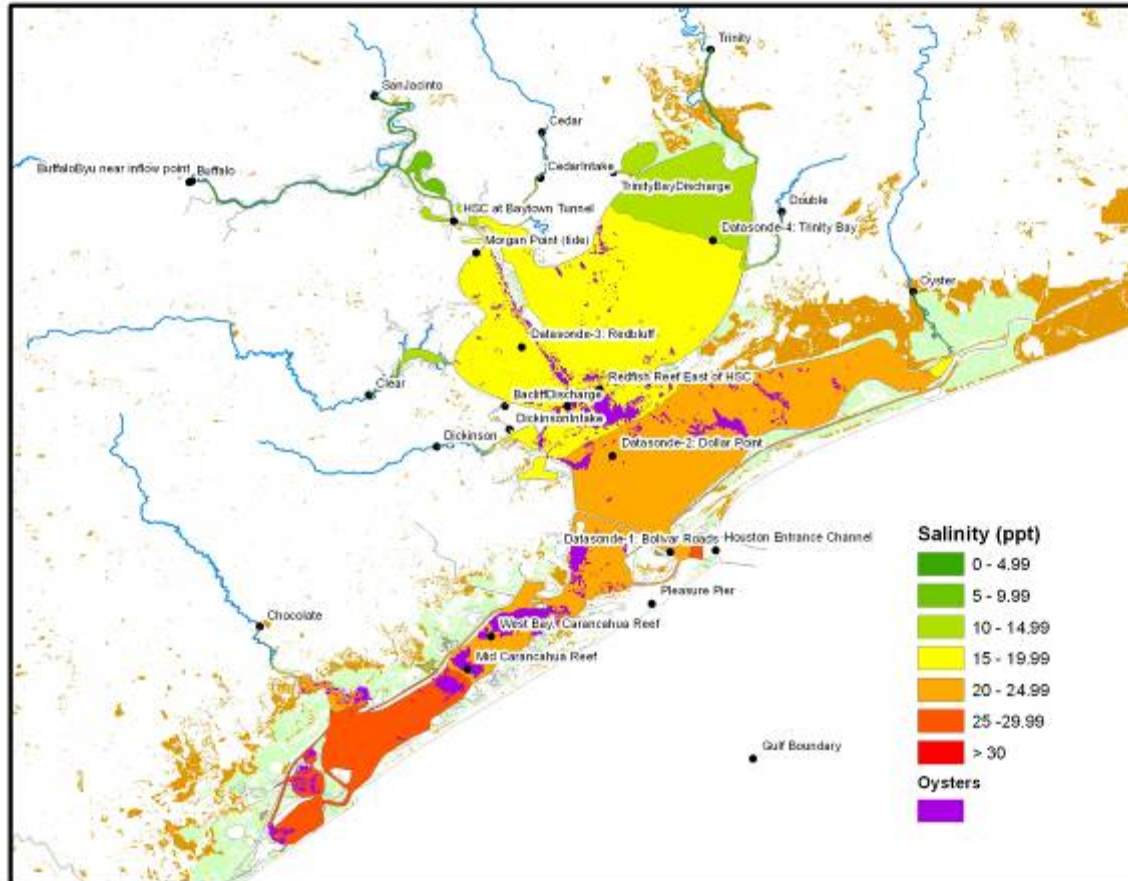 Trinity
SanJacinto
Cedar
BuffaloByu near inflow point
Buffalo
CedarIntake
TrinityBayDischarge
Double
HSC at Baytown Tunnel
Datasonde-4: Trinity Bay
Morgan Point (tide)
Oyster
Datasonde-3: Redbluff
Clear
Redfish Reef East of HSC
BacliffDischarge
DickinsonIntake
Dickinson
Datasonde-2: Dollar Point
Datasonde-1: Bolivar Roads
Houston Entrance Channel
Pleasure Pier
Chocolate
West Bay, Carancahua Reef
Mid Carancahua Reef
Gulf Boundary
Salinity (ppt)
0 - 4.99
5 - 9.99
10 - 14.99
15 - 19.99
20 - 24.99
25 -29.99
> 30
Oysters